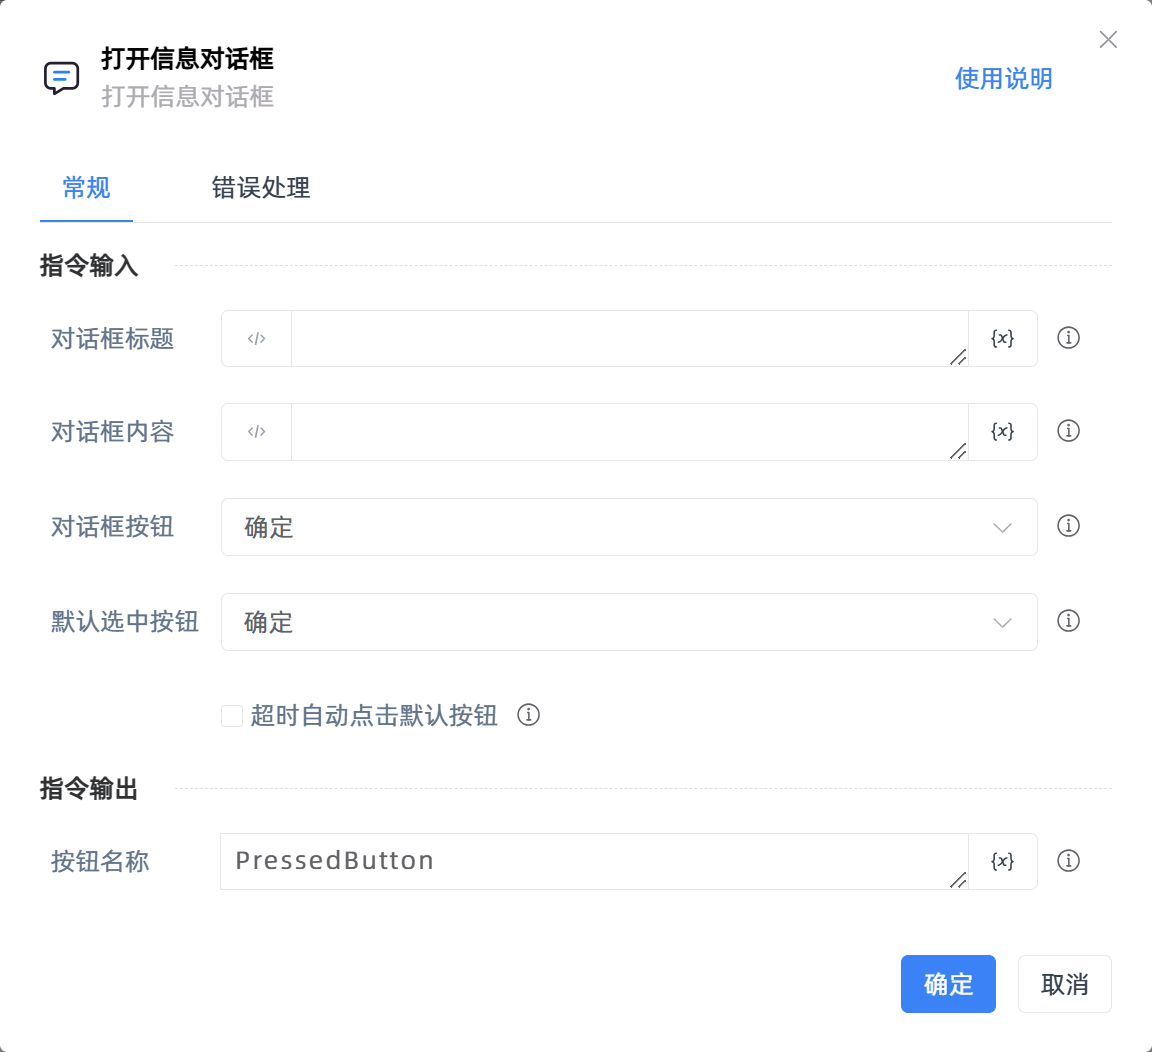 打开信息对话框
打开信息对话框
使用说明
常规
错误处理
指令输入
对话框标题
</>
{x}
对话框内容
</>
{x}
对话框按钮
确定
默认选中按钮
确定
超时自动点击默认按钮
指令输出
按钮名称
PressedButton
{x}
确定
取消